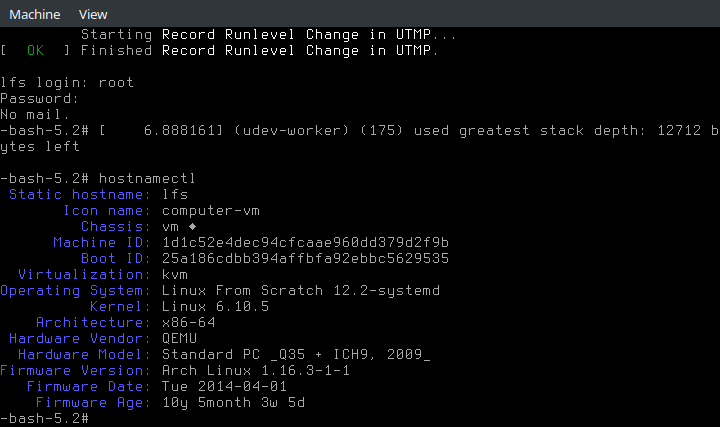 Machine View
Starting Record Runlevel Change in UTMP...
[  OK  ] Finished Record Runlevel Change in UTMP.
lfs login: root
Password:
No mail.
-bash-5.2# [    6.888161] (udev-worker) (175) used greatest stack depth: 12712 b
ytes left
-bash-5.2# hostnamectl
Static hostname: lfs
Icon name: computer-vm
Chassis: vm ◆
Machine ID: 1d1c52e4dec94cfcaae960dd379d2f9b
Boot ID: 25a186cdbb394affbfa92ebbc5629535
Virtualization: kvm
Operating System: Linux From Scratch 12.2-systemd
Kernel: Linux 6.10.5
Architecture: x86-64
Hardware Vendor: QEMU
Hardware Model: Standard PC _Q35 + ICH9, 2009_
Firmware Version: Arch Linux 1.16.3-1-1
Firmware Date: Tue 2014-04-01
Firmware Age: 10y 5month 3w 5d
-bash-5.2#